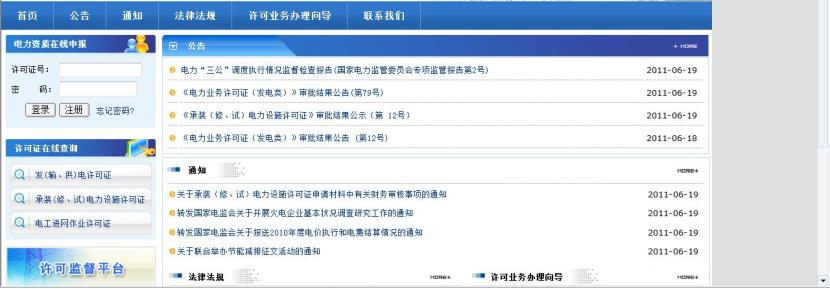 首页 公告 通知 法律法规 许可业务办理向导 联系我们
电力资质在线申报
许可证号:
密 码:
登录 注册 忘记密码?
许可证在线查询
发(输、供)电许可证
承装(修、试)电力设施许可证
电工进网作业许可证
许可监督平台
公告 + MORE
电力“三公”调度执行情况监督检查报告(国家电力监管委员会专项监管报告第2号) 2011-06-19
《电力业务许可证（发电类）》审批结果公告(第79号) 2011-06-19
《承装（修、试）电力设施许可证》审批结果公示（第 12号） 2011-06-19
《电力业务许可证（发电类）》审批结果公告 (第12号) 2011-06-18
通知 MORE+
关于承装（修、试）电力设施许可证申请材料中有关财务审核事项的通知 2011-06-19
转发国家电监会关于开展火电企业基本状况调查研究工作的通知 2011-06-19
转发国家电监会关于报送2010年度电价执行和电费结算情况的通知 2011-06-19
关于联合举办节能减排征文活动的通知 2011-06-19
法律法规 MORE+ 许可业务办理向导 MORE+